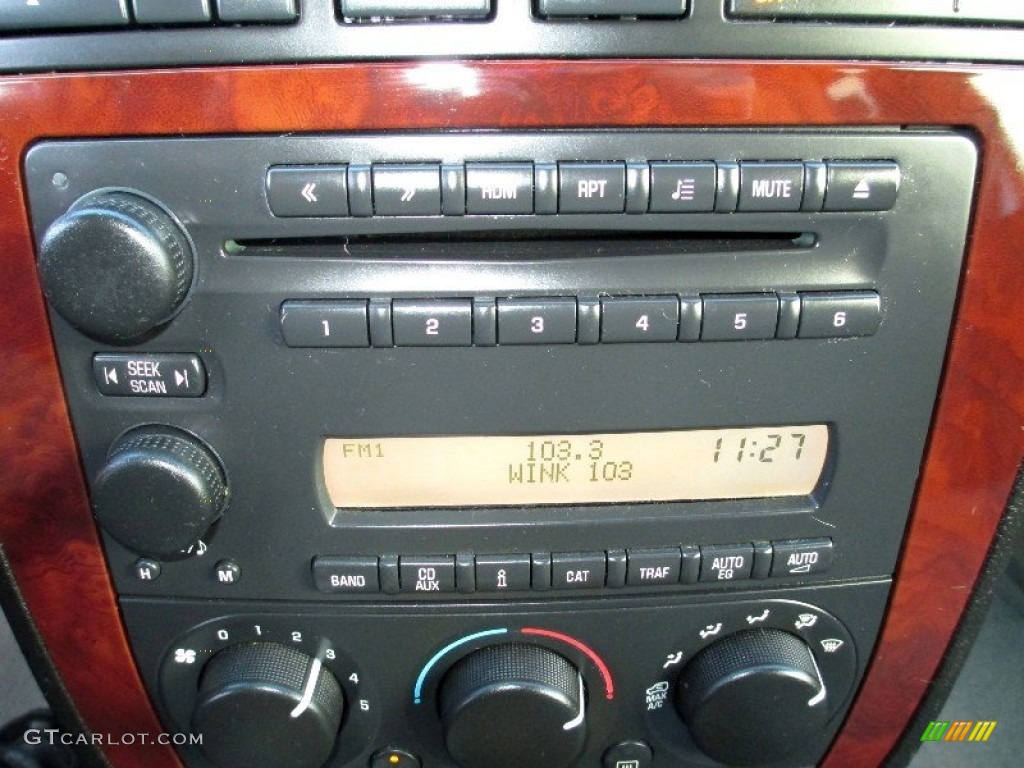 « » RDM RPT MUTE
1 2 3 4 5 6
SEEK
SCAN
FM1 103.3 11:27
WINK 103
H M
BAND CD AUX i CAT TRAF AUTO EQ AUTO
0 1 2 3 4 5
MAX
A/C
GTCARLOT.COM